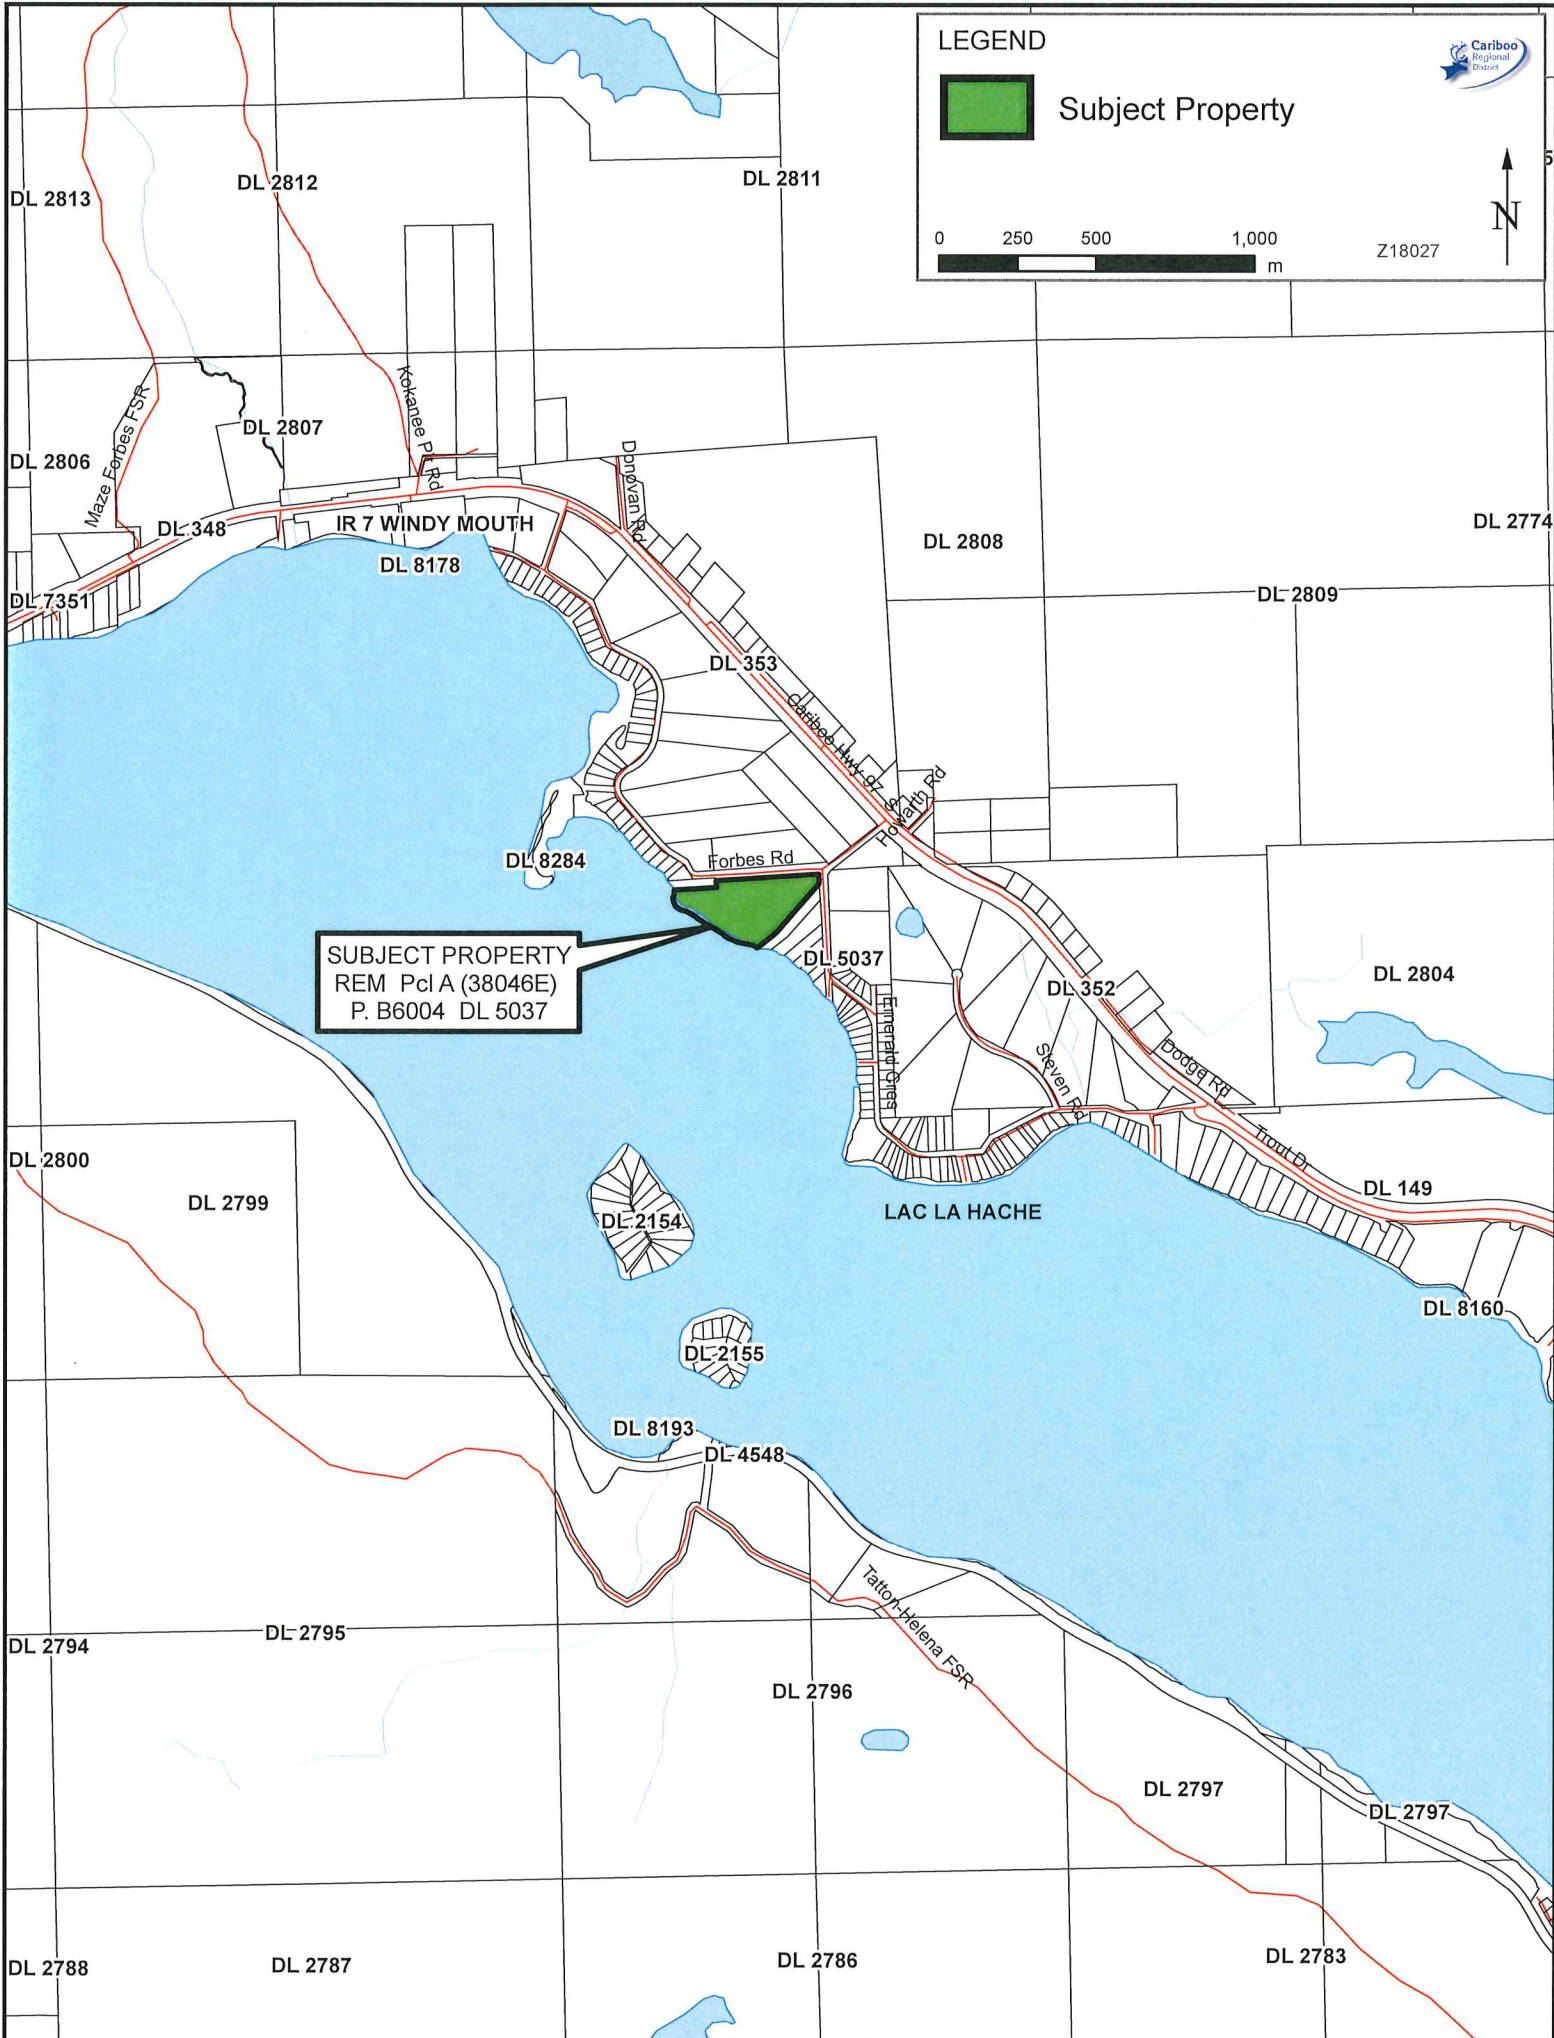 LEGEND
Cariboo
Regional
District
Subject Property
0 250 500 1,000
m
Z18027
N
5
DL 2813
DL 2812
DL 2811
Kokanee Pit Rd
Maze Forbes FSR
DL 2807
DL 2806
Donovan Rd
DL 348
IR 7 WINDY MOUTH
DL 8178
DL 2808
DL 2774
DL 7351
DL 2809
DL 353
Cariboo Hwy 97 S
Howarth Rd
Forbes Rd
DL 8284
SUBJECT PROPERTY
REM Pcl A (38046E)
P. B6004 DL 5037
DL 5037
DL 2804
DL 352
Emerald Cres
Steven Rd
Dodge Rd
Trout Dr
DL 2800
DL 2799
DL 149
DL 2154
LAC LA HACHE
DL 8160
DL 2155
DL 8193
DL 4548
Tatton-Helena FSR
DL 2794
DL 2795
DL 2796
DL 2797
DL 2797
DL 2788
DL 2787
DL 2786
DL 2783